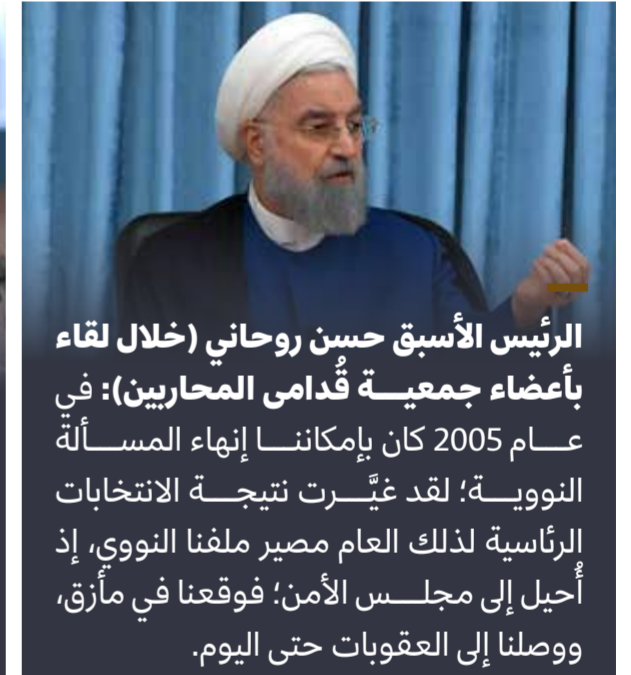 الرئيس الأسبق حسن روحاني (خلال لقاء
بأعضاء جمعيـــة قُدامى المحاربين): في
عـــام 2005 كان بإمكاننـــا إنهاء المســـألة
النوويـــة؛ لقد غيَّـــرت نتيجـــة الانتخابات
الرئاسية لذلك العام مصير ملفنا النووي، إذ
أُحيل إلى مجلـــس الأمن؛ فوقعنا في مأزق،
ووصلنا إلى العقوبات حتى اليوم.